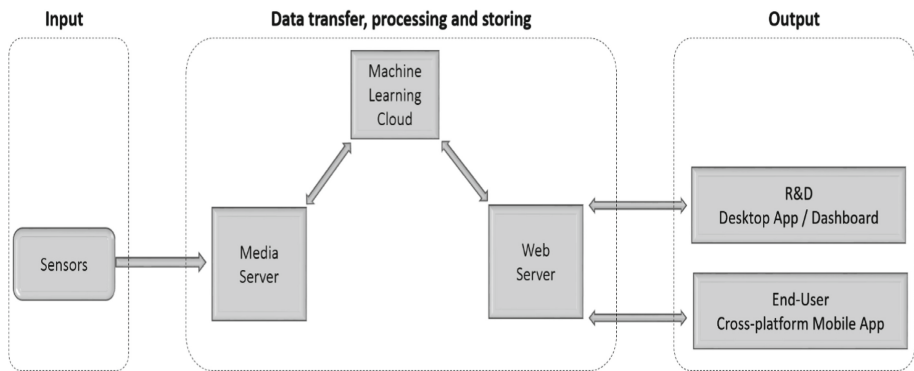 Input
Data transfer, processing and storing
Output
Machine
Learning
Cloud
Sensors
Media
Server
Web
Server
R&D
Desktop App / Dashboard
End-User
Cross-platform Mobile App